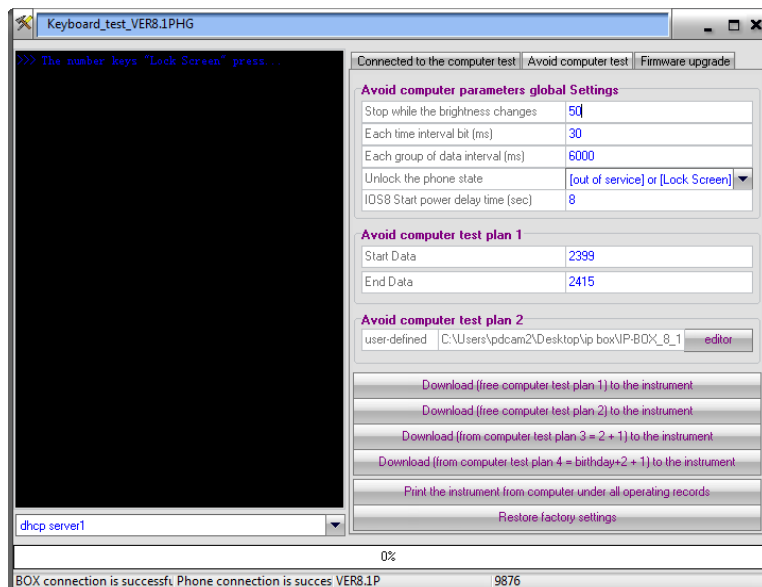 Keyboard_test_VER8.1PHG
>>> The number keys "Lock Screen" press...
Connected to the computer test Avoid computer test Firmware upgrade
Avoid computer parameters global Settings
Stop while the brightness changes 50
Each time interval bit (ms) 30
Each group of data interval (ms) 6000
Unlock the phone state [out of service] or [Lock Screen]
IOS8 Start power delay time (sec) 8
Avoid computer test plan 1
Start Data 2399
End Data 2415
Avoid computer test plan 2
user-defined C:\Users\pdcam2\Desktop\ip box\IP-BOX_8_1 editor
Download (free computer test plan 1) to the instrument
Download (free computer test plan 2) to the instrument
Download (from computer test plan 3 = 2 + 1) to the instrument
Download (from computer test plan 4 = birthday+2 + 1) to the instrument
Print the instrument from computer under all operating records
Restore factory settings
dhcp server1
0%
BOX connection is successfu Phone connection is succes VER8.1P 9876